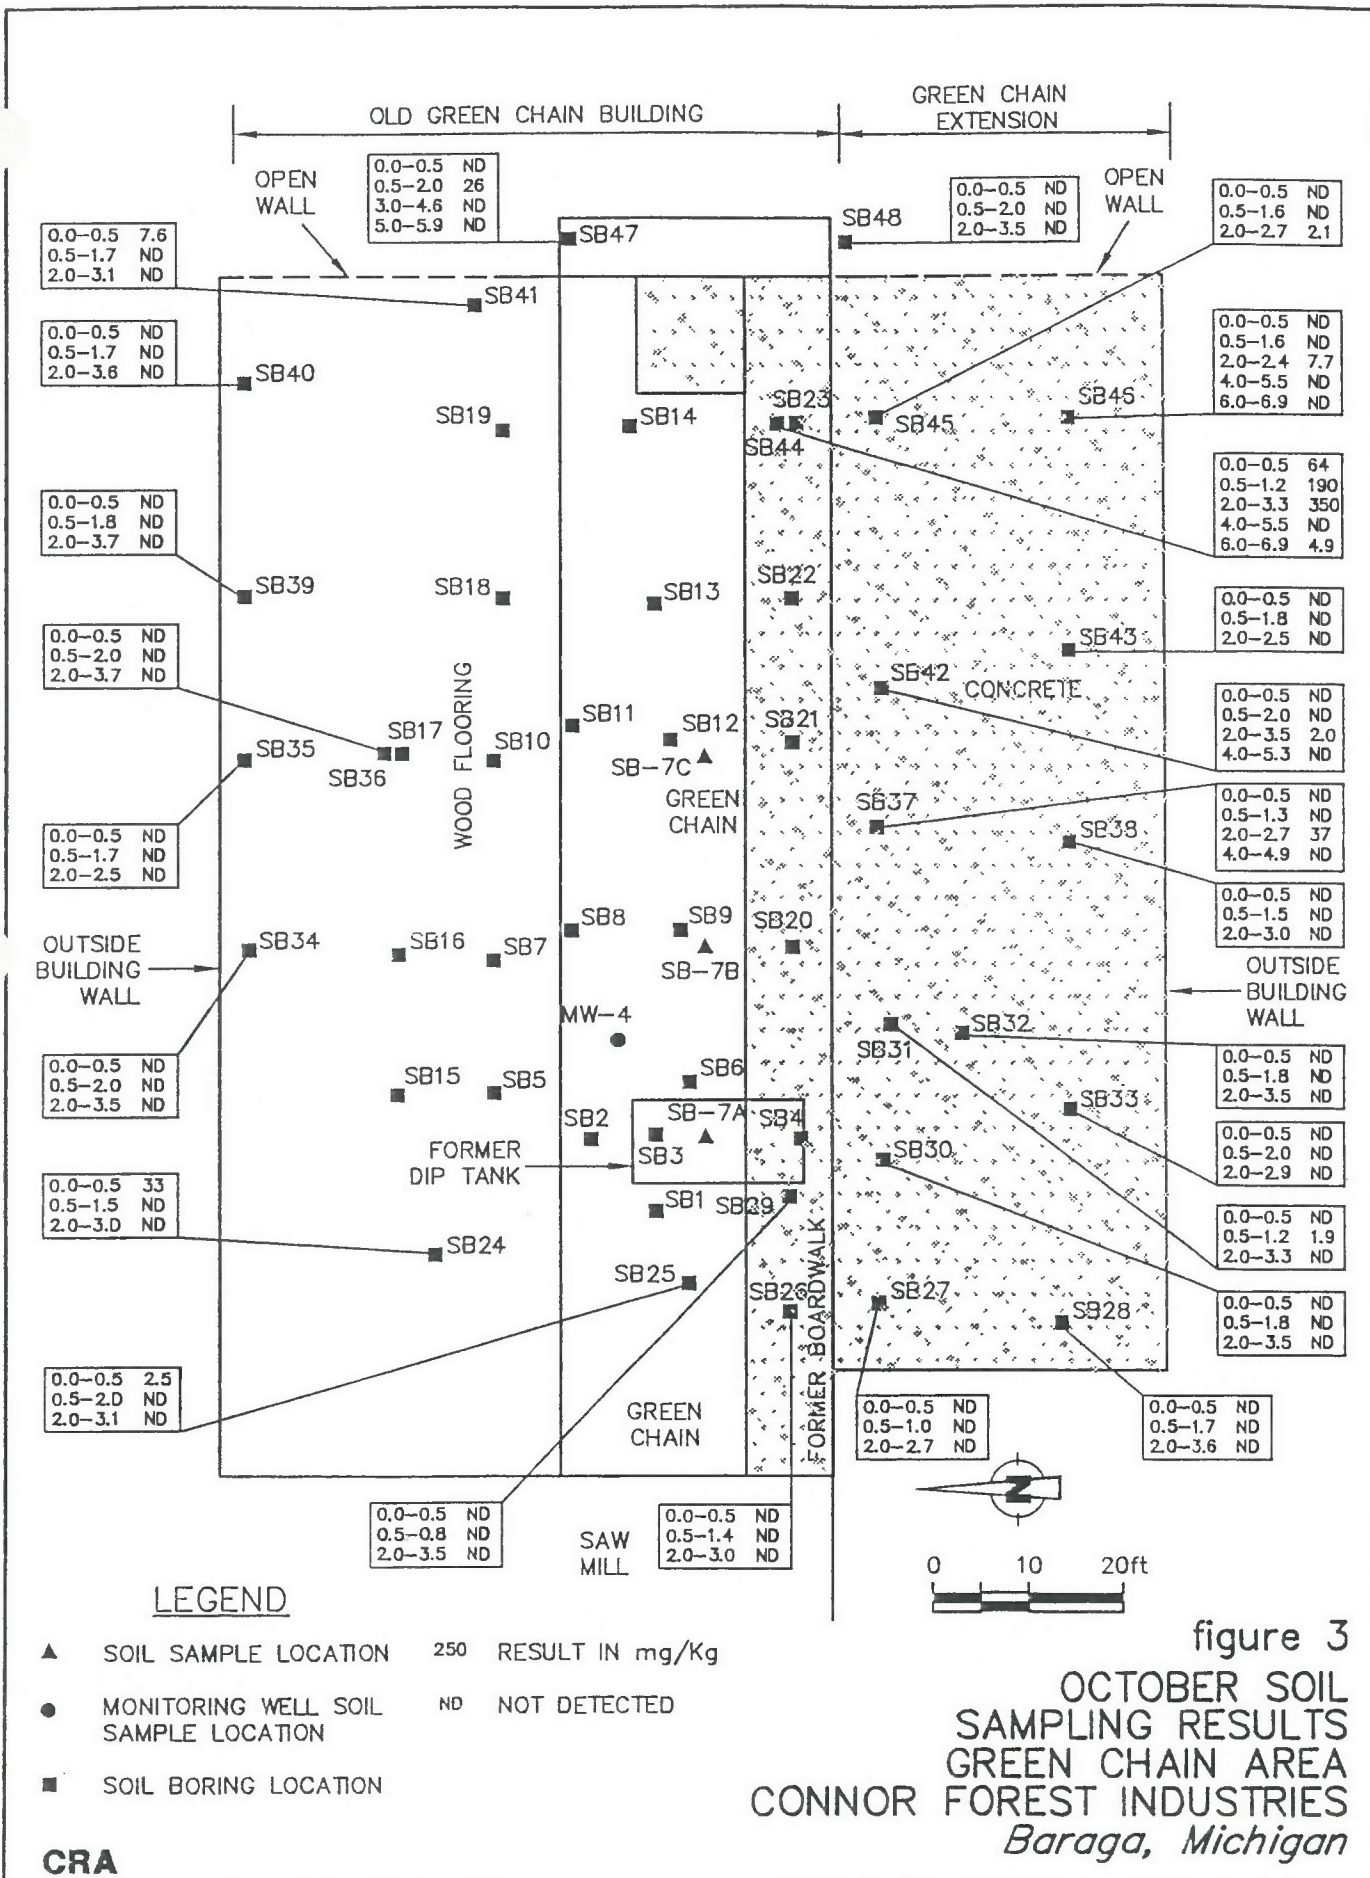 OLD GREEN CHAIN BUILDING
GREEN CHAIN
EXTENSION
OPEN
WALL
0.0-0.5 ND
0.5-2.0 26
3.0-4.6 ND
5.0-5.9 ND
SB47
SB48
0.0-0.5 ND
0.5-2.0 ND
2.0-3.5 ND
OPEN
WALL
0.0-0.5 ND
0.5-1.6 ND
2.0-2.7 2.1
0.0-0.5 7.6
0.5-1.7 ND
2.0-3.1 ND
SB41
0.0-0.5 ND
0.5-1.7 ND
2.0-3.6 ND
SB40
0.0-0.5 ND
0.5-1.6 ND
2.0-2.4 7.7
4.0-5.5 ND
6.0-6.9 ND
SB19
SB14
SB23
SB44
SB45
SB46
0.0-0.5 64
0.5-1.2 190
2.0-3.3 350
4.0-5.5 ND
6.0-6.9 4.9
0.0-0.5 ND
0.5-1.8 ND
2.0-3.7 ND
SB39
SB18
SB13
SB22
0.0-0.5 ND
0.5-1.8 ND
2.0-2.5 ND
SB43
0.0-0.5 ND
0.5-2.0 ND
2.0-3.7 ND
SB42
CONCRETE
0.0-0.5 ND
0.5-2.0 ND
2.0-3.5 2.0
4.0-5.3 ND
SB35
SB17
SB36
WOOD FLOORING
SB10
SB11
SB12
SB-7C
SB21
GREEN
CHAIN
SB37
0.0-0.5 ND
0.5-1.3 ND
2.0-2.7 37
4.0-4.9 ND
SB38
0.0-0.5 ND
0.5-1.7 ND
2.0-2.5 ND
0.0-0.5 ND
0.5-1.5 ND
2.0-3.0 ND
OUTSIDE
BUILDING
WALL
SB34
SB16
SB7
SB8
SB9
SB-7B
SB20
OUTSIDE
BUILDING
WALL
MW-4
SB31
SB32
0.0-0.5 ND
0.5-2.0 ND
2.0-3.5 ND
0.0-0.5 ND
0.5-1.8 ND
2.0-3.5 ND
SB15
SB5
SB6
SB33
SB2
SB-7A
SB3
SB4
FORMER
DIP TANK
SB30
0.0-0.5 ND
0.5-2.0 ND
2.0-2.9 ND
0.0-0.5 33
0.5-1.5 ND
2.0-3.0 ND
SB1
SB29
0.0-0.5 ND
0.5-1.2 1.9
2.0-3.3 ND
SB24
SB25
SB26
FORMER BOARDWALK
SB27
SB28
0.0-0.5 ND
0.5-1.8 ND
2.0-3.5 ND
0.0-0.5 2.5
0.5-2.0 ND
2.0-3.1 ND
GREEN
CHAIN
0.0-0.5 ND
0.5-1.0 ND
2.0-2.7 ND
0.0-0.5 ND
0.5-1.7 ND
2.0-3.6 ND
N
0.0-0.5 ND
0.5-0.8 ND
2.0-3.5 ND
SAW
MILL
0.0-0.5 ND
0.5-1.4 ND
2.0-3.0 ND
0 10 20ft
LEGEND
SOIL SAMPLE LOCATION 250 RESULT IN mg/Kg
MONITORING WELL SOIL
SAMPLE LOCATION
ND NOT DETECTED
SOIL BORING LOCATION
figure 3
OCTOBER SOIL
SAMPLING RESULTS
GREEN CHAIN AREA
CONNOR FOREST INDUSTRIES
Baraga, Michigan
CRA